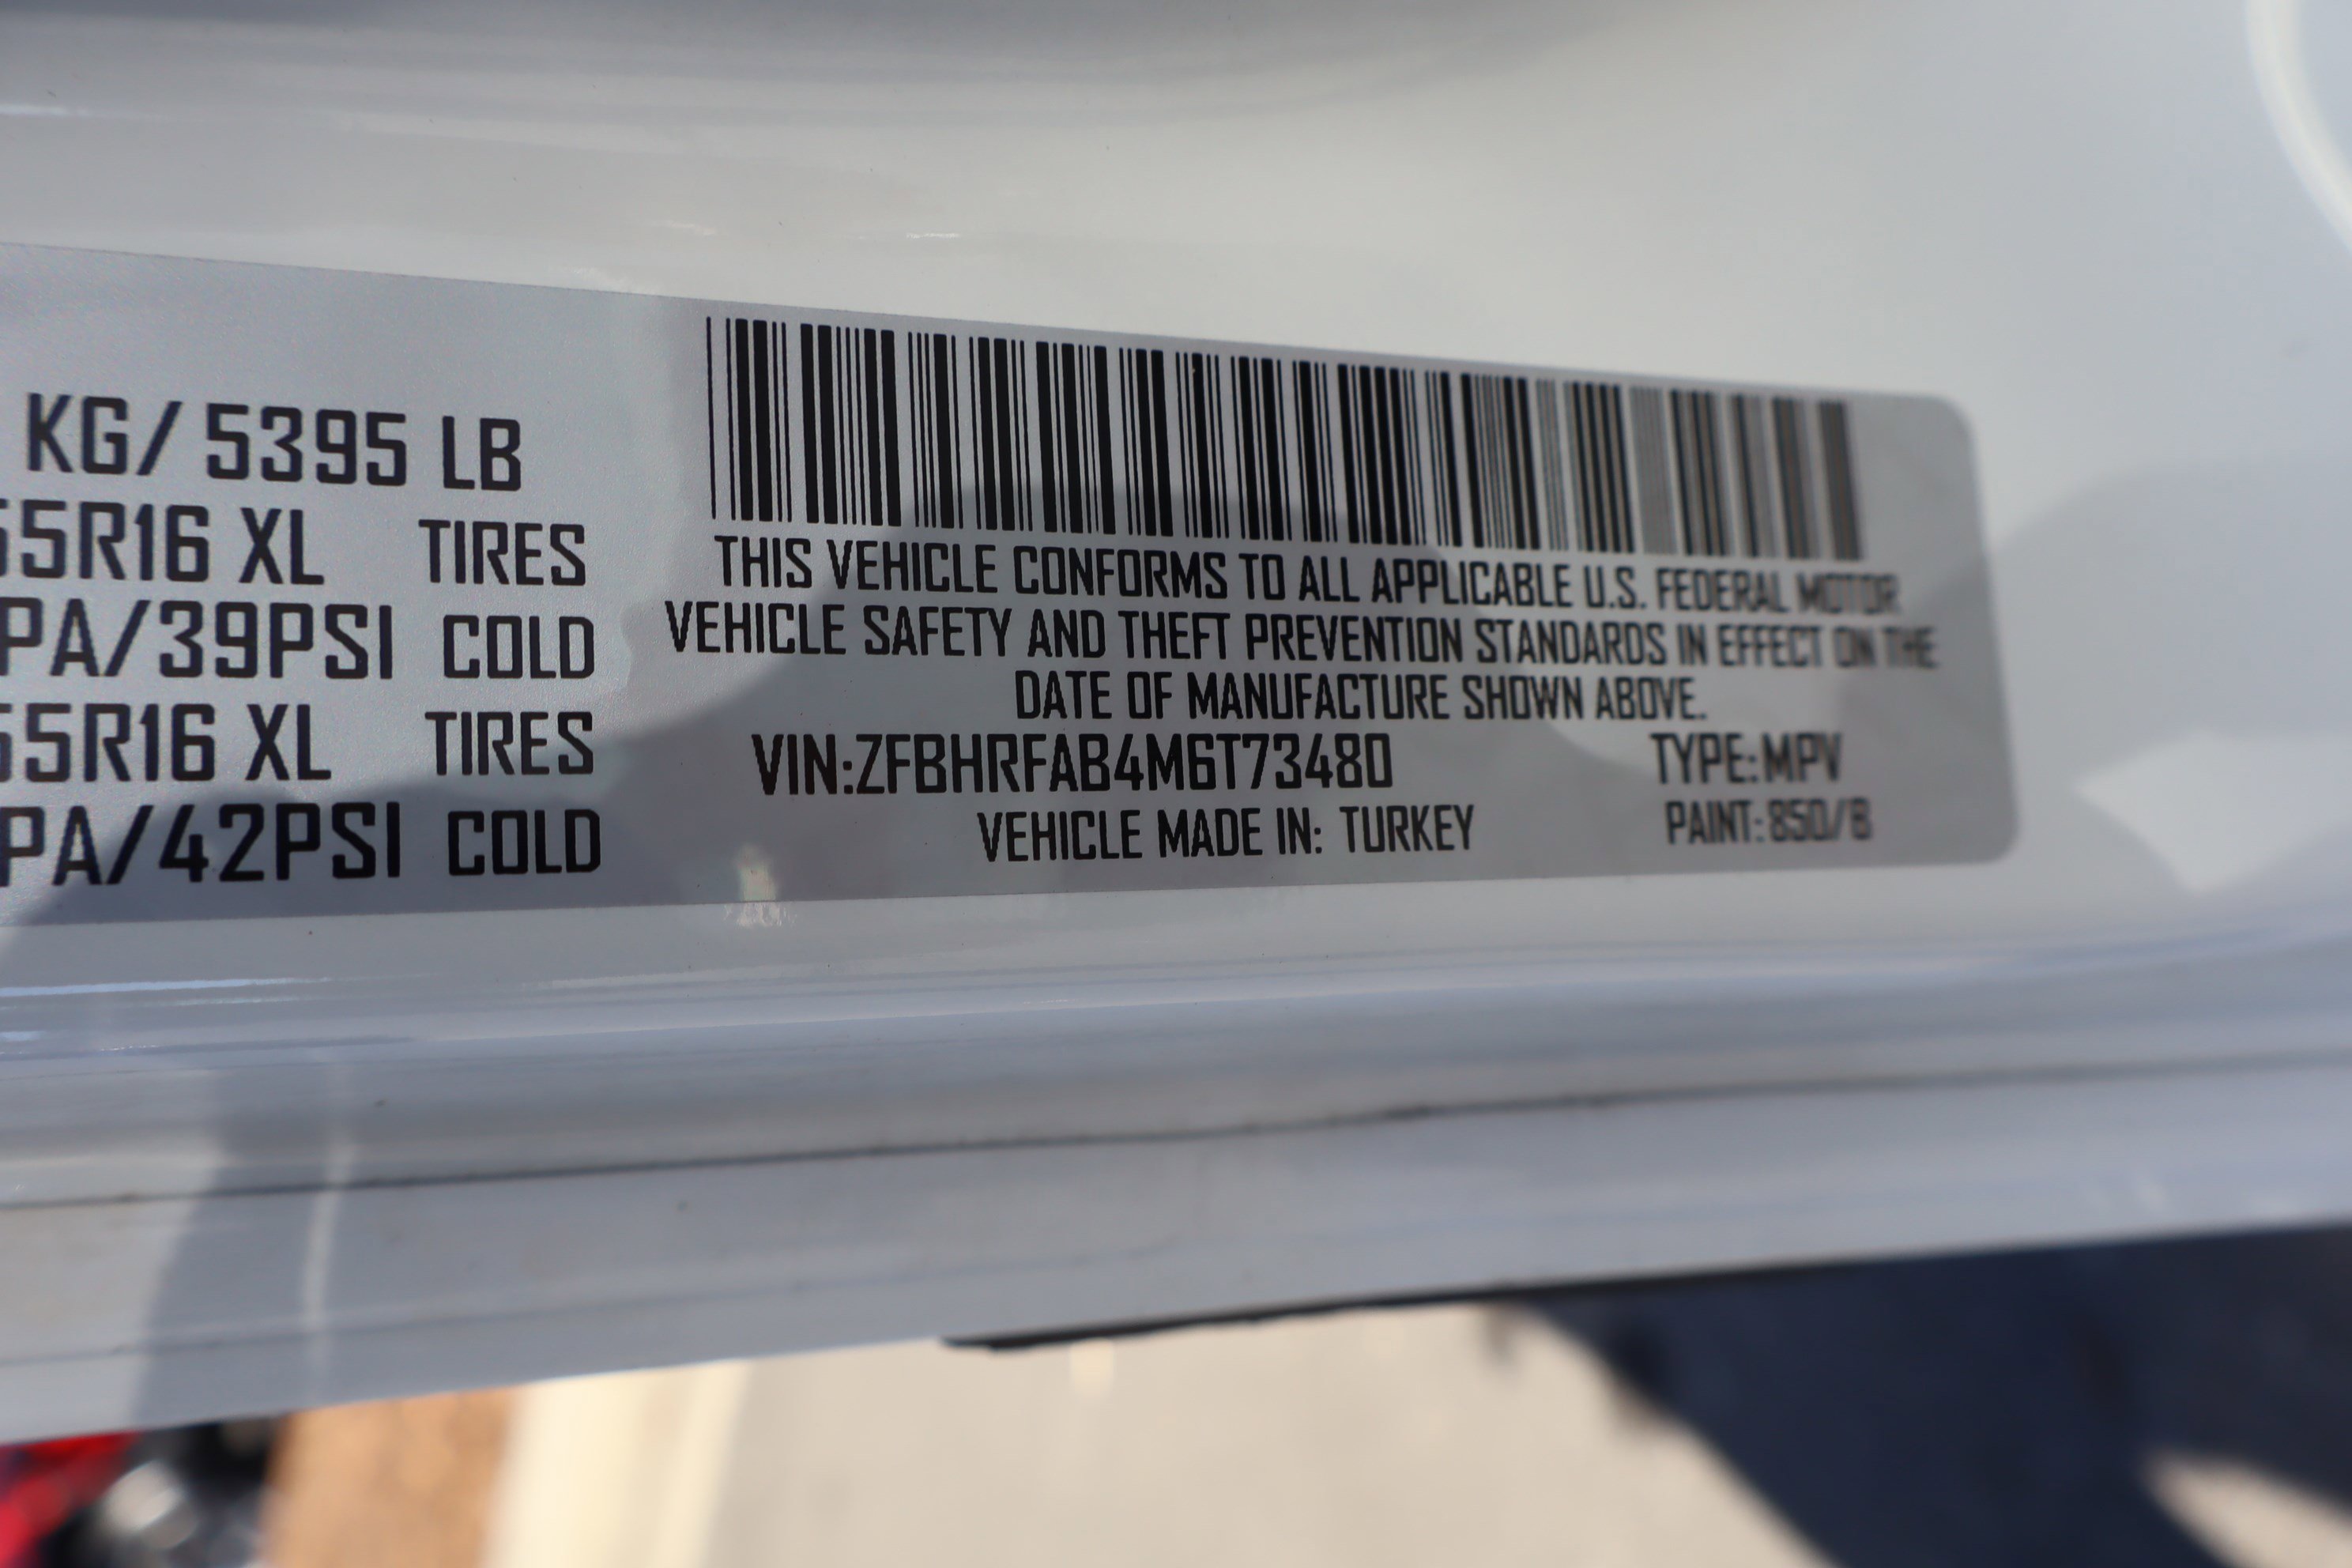 KG/ 5395 LB
55R16 XL TIRES
PA/39PSI COLD
55R16 XL TIRES
PA/42PSI COLD
THIS VEHICLE CONFORMS TO ALL APPLICABLE U.S. FEDERAL MOTOR
VEHICLE SAFETY AND THEFT PREVENTION STANDARDS IN EFFECT ON THE
DATE OF MANUFACTURE SHOWN ABOVE.
VIN:ZFBHRFAB4M6T73480 TYPE:MPV
VEHICLE MADE IN: TURKEY PAINT:850/B